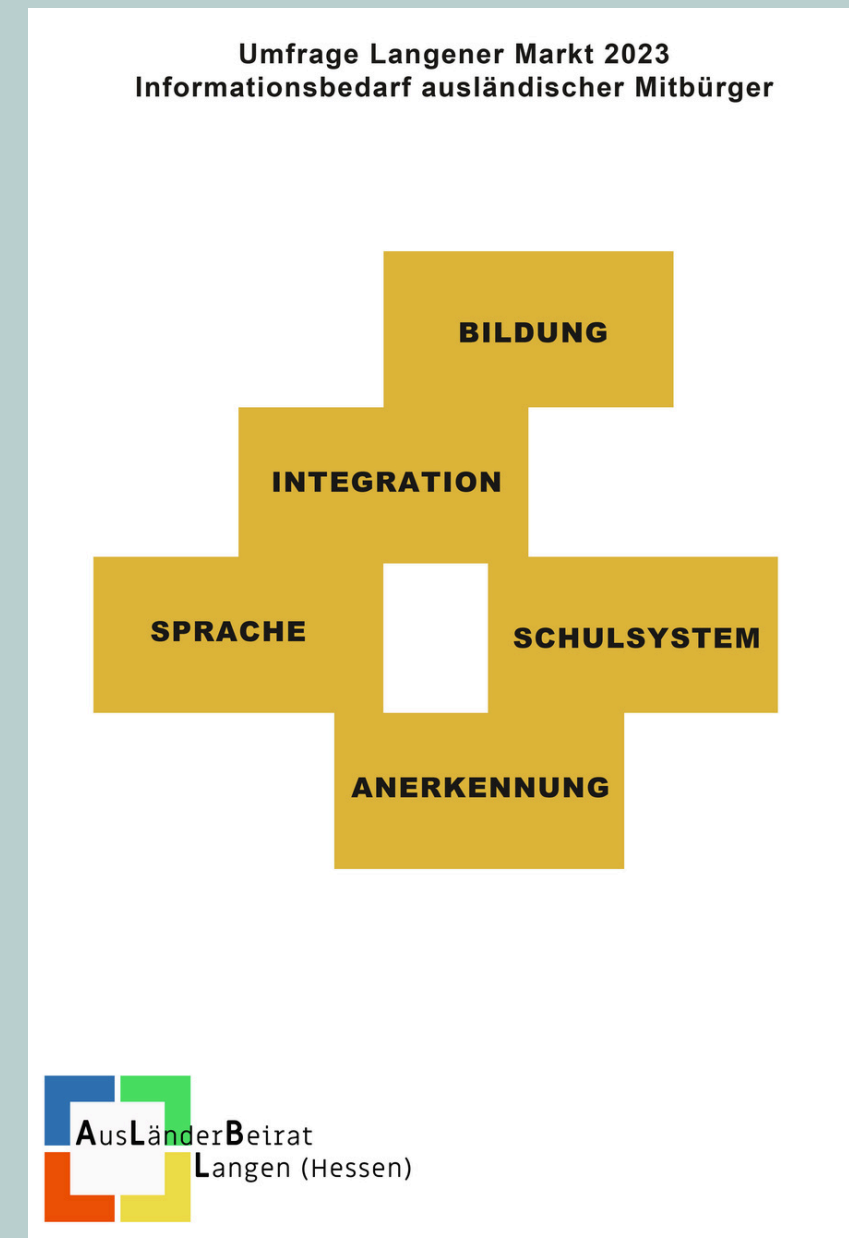 Umfrage Langener Markt 2023
Informationsbedarf ausländischer Mitbürger
BILDUNG
INTEGRATION
SPRACHE
SCHULSYSTEM
ANERKENNUNG
AusLänderBeirat
Langen (Hessen)